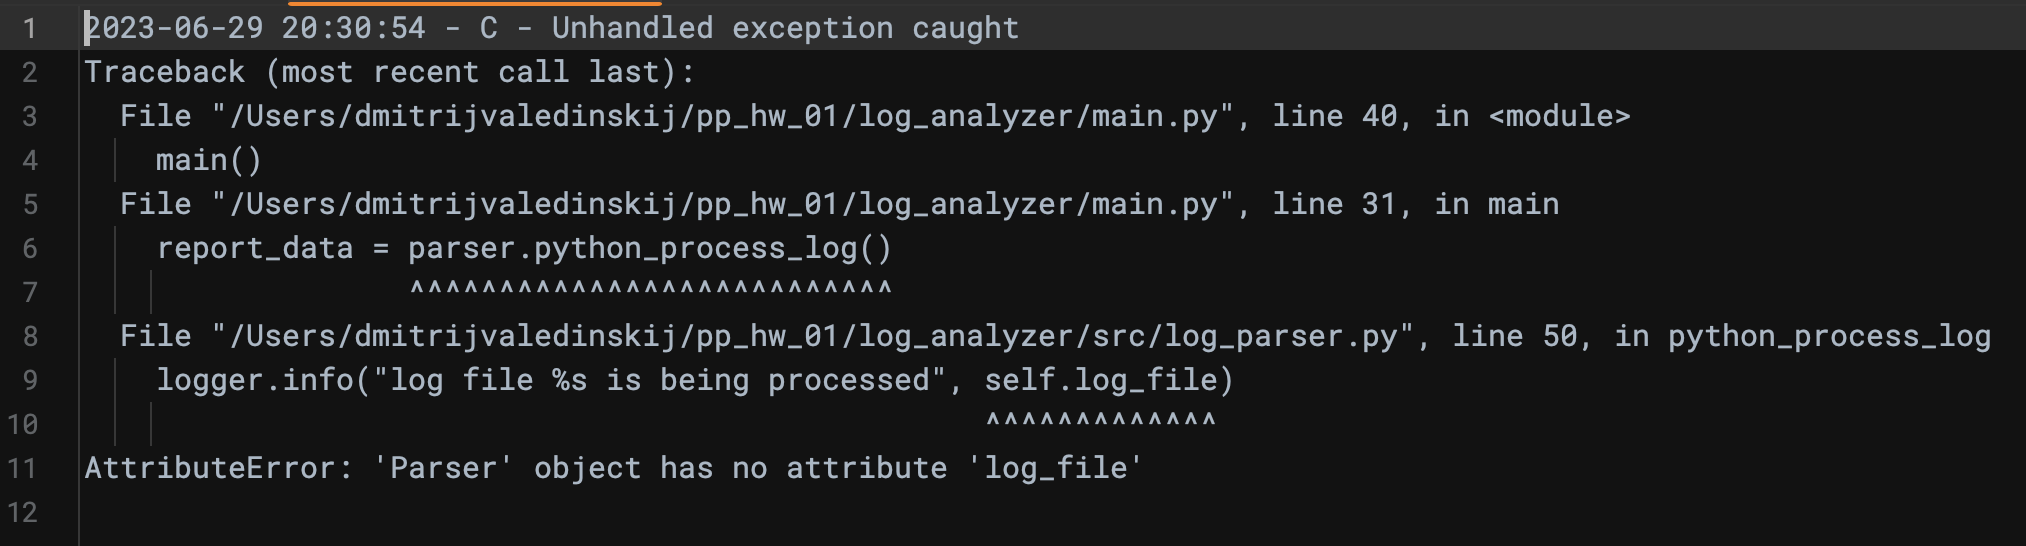 1 2023-06-29 20:30:54 - C - Unhandled exception caught
2 Traceback (most recent call last):
3   File "/Users/dmitrijvaledinskij/pp_hw_01/log_analyzer/main.py", line 40, in <module>
4     main()
5   File "/Users/dmitrijvaledinskij/pp_hw_01/log_analyzer/main.py", line 31, in main
6     report_data = parser.python_process_log()
7                   ^^^^^^^^^^^^^^^^^^^^^^^^^^^
8   File "/Users/dmitrijvaledinskij/pp_hw_01/log_analyzer/src/log_parser.py", line 50, in python_process_log
9     logger.info("log file %s is being processed", self.log_file)
10                                                   ^^^^^^^^^^^^^
11 AttributeError: 'Parser' object has no attribute 'log_file'
12